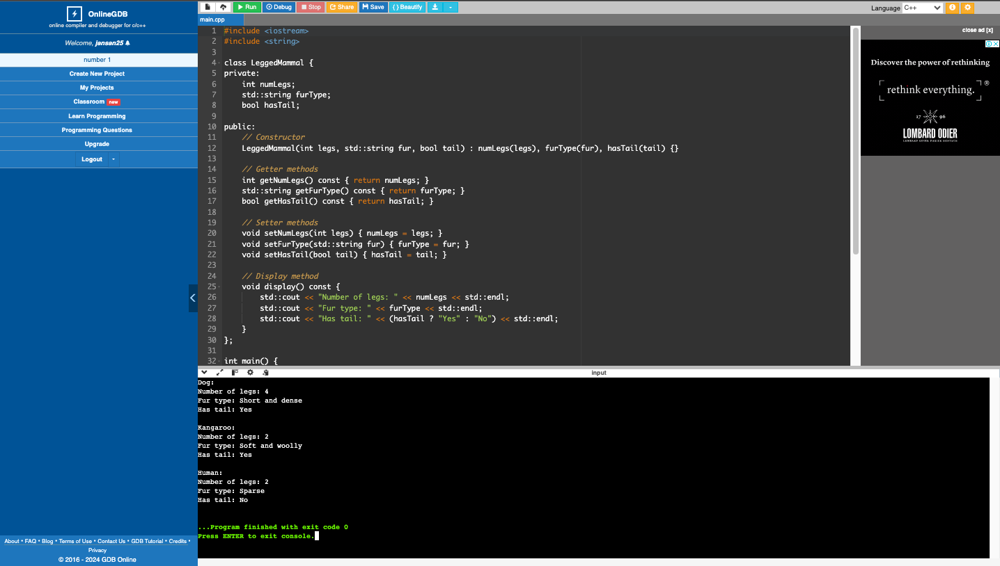 OnlineGDB
online compiler and debugger for c/c++
Welcome, jansan25
number 1
Create New Project
My Projects
Classroom new
Learn Programming
Programming Questions
Upgrade
Logout
About • FAQ • Blog • Terms of Use • Contact Us • GDB Tutorial • Credits •
Privacy
© 2016 - 2024 GDB Online
Run Debug Stop Share Save { } Beautify
Language C++
main.cpp
1 #include <iostream>
2 #include <string>
3
4 class LeggedMammal {
5 private:
6     int numLegs;
7     std::string furType;
8     bool hasTail;
9
10 public:
11     // Constructor
12     LeggedMammal(int legs, std::string fur, bool tail) : numLegs(legs), furType(fur), hasTail(tail) {}
13
14     // Getter methods
15     int getNumLegs() const { return numLegs; }
16     std::string getFurType() const { return furType; }
17     bool getHasTail() const { return hasTail; }
18
19     // Setter methods
20     void setNumLegs(int legs) { numLegs = legs; }
21     void setFurType(std::string fur) { furType = fur; }
22     void setHasTail(bool tail) { hasTail = tail; }
23
24     // Display method
25     void display() const {
26         std::cout << "Number of legs: " << numLegs << std::endl;
27         std::cout << "Fur type: " << furType << std::endl;
28         std::cout << "Has tail: " << (hasTail ? "Yes" : "No") << std::endl;
29     }
30 };
31
32 int main() {
close ad [x]
Discover the power of rethinking
rethink everything. ®
17 96
LOMBARD ODIER
LOMBARD ODIER DARIER HENTSCH
input
Dog:
Number of legs: 4
Fur type: Short and dense
Has tail: Yes
Kangaroo:
Number of legs: 2
Fur type: Soft and woolly
Has tail: Yes
Human:
Number of legs: 2
Fur type: Sparse
Has tail: No
...Program finished with exit code 0
Press ENTER to exit console.